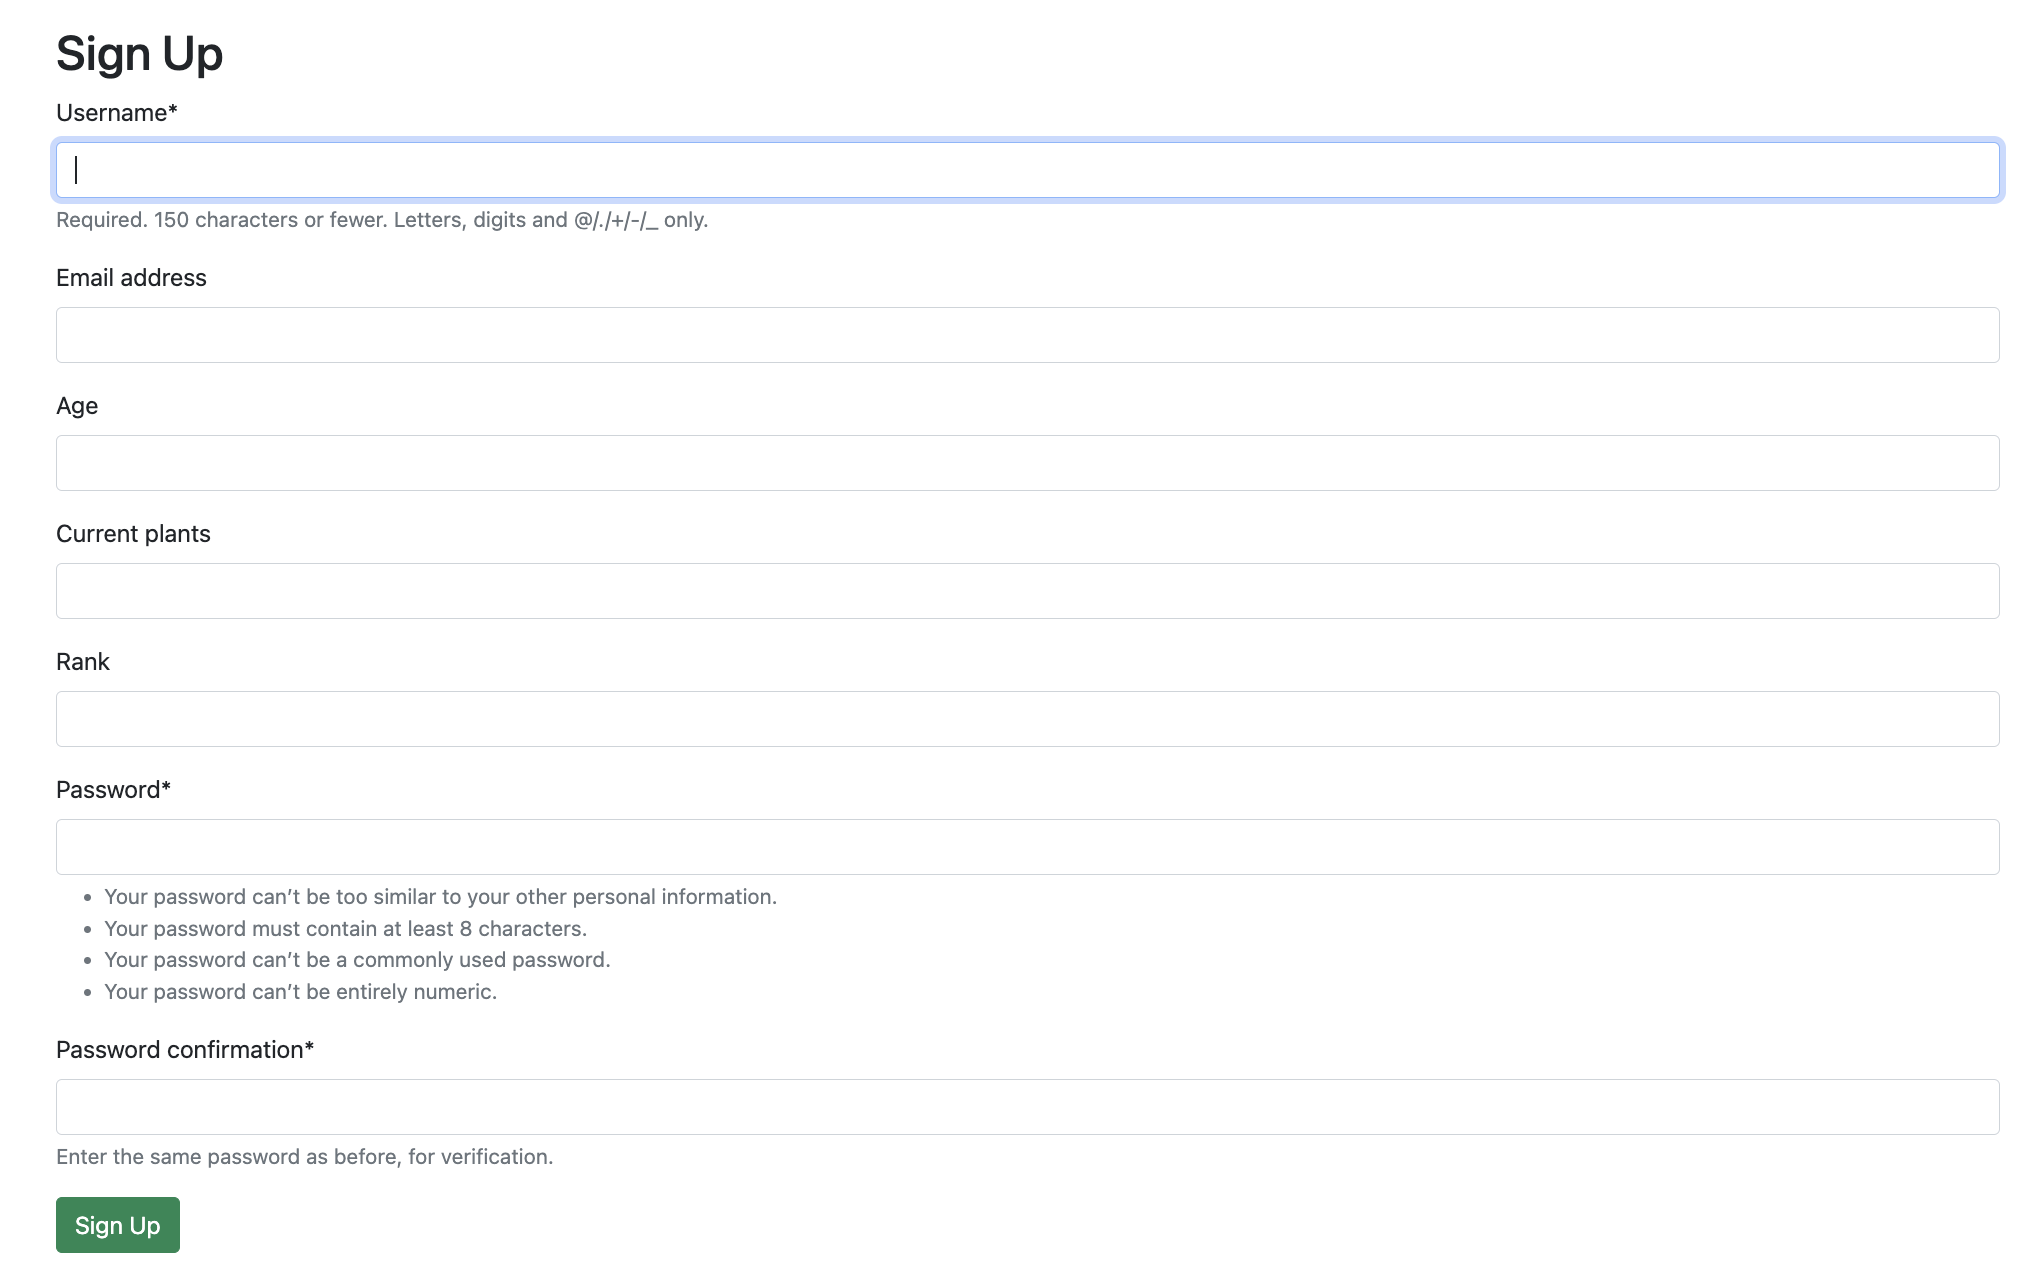 Sign Up
Username*
Required. 150 characters or fewer. Letters, digits and @/./+/-/_ only.
Email address
Age
Current plants
Rank
Password*
• Your password can’t be too similar to your other personal information.
• Your password must contain at least 8 characters.
• Your password can’t be a commonly used password.
• Your password can’t be entirely numeric.
Password confirmation*
Enter the same password as before, for verification.
Sign Up